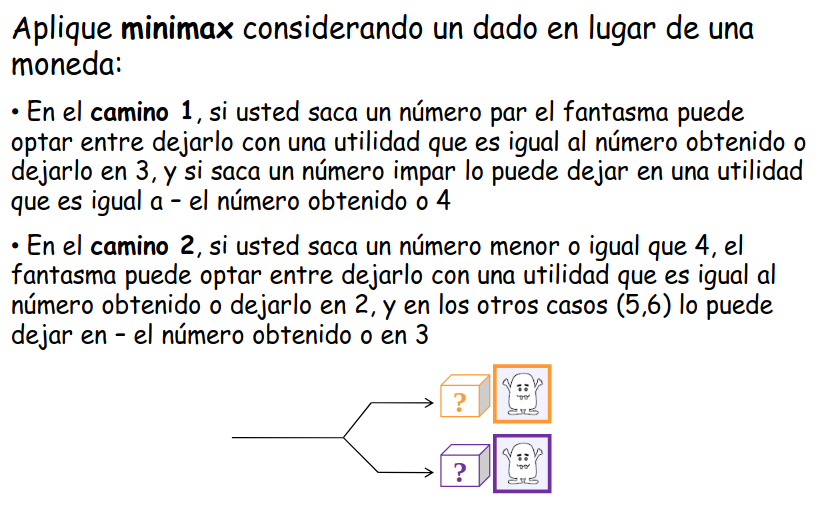 Aplique minimax considerando un dado en lugar de una
moneda:
• En el camino 1, si usted saca un número par el fantasma puede
optar entre dejarlo con una utilidad que es igual al número obtenido o
dejarlo en 3, y si saca un número impar lo puede dejar en una utilidad
que es igual a – el número obtenido o 4
• En el camino 2, si usted saca un número menor o igual que 4, el
fantasma puede optar entre dejarlo con una utilidad que es igual al
número obtenido o dejarlo en 2, y en los otros casos (5,6) lo puede
dejar en – el número obtenido o en 3
?
?